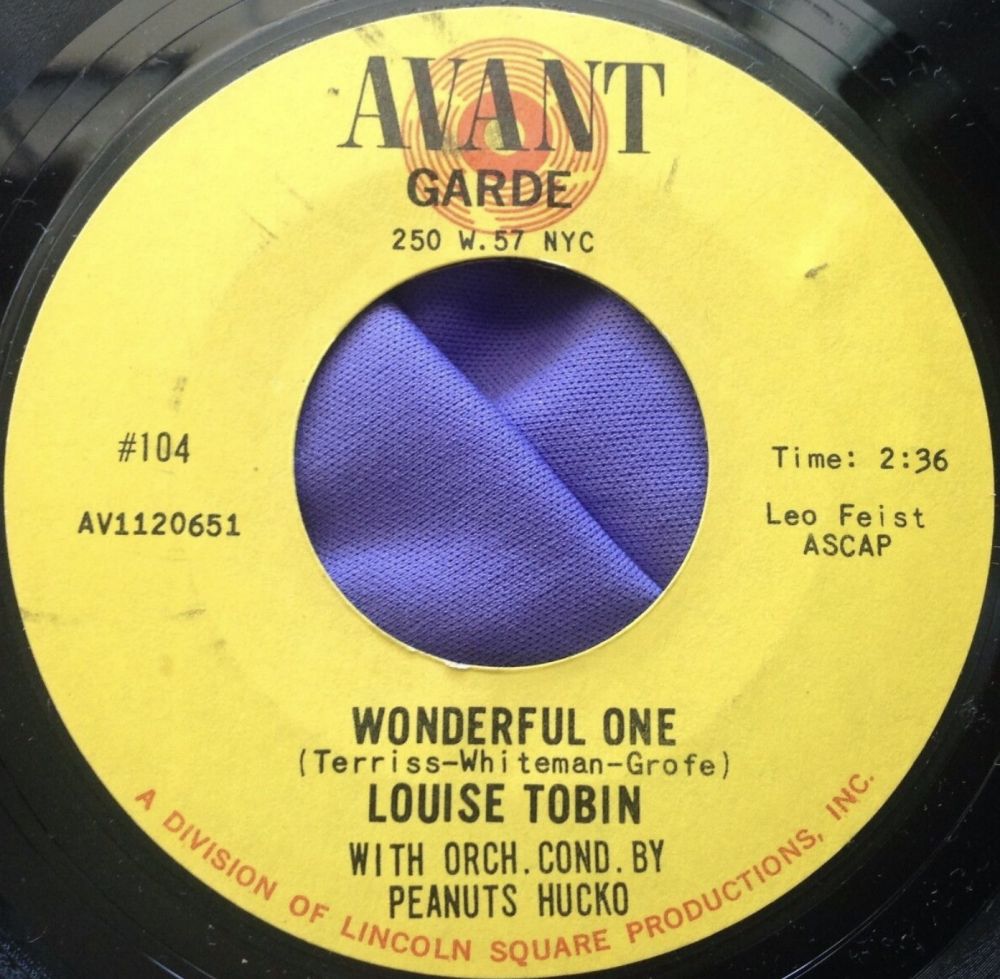 AVANT
GARDE
250 W.57 NYC
#104
AV1120651
Time: 2:36
Leo Feist
ASCAP
WONDERFUL ONE
(Terriss-Whiteman-Grofe)
LOUISE TOBIN
WITH ORCH. COND. BY
PEANUTS HUCKO
A DIVISION OF LINCOLN SQUARE PRODUCTIONS, INC.